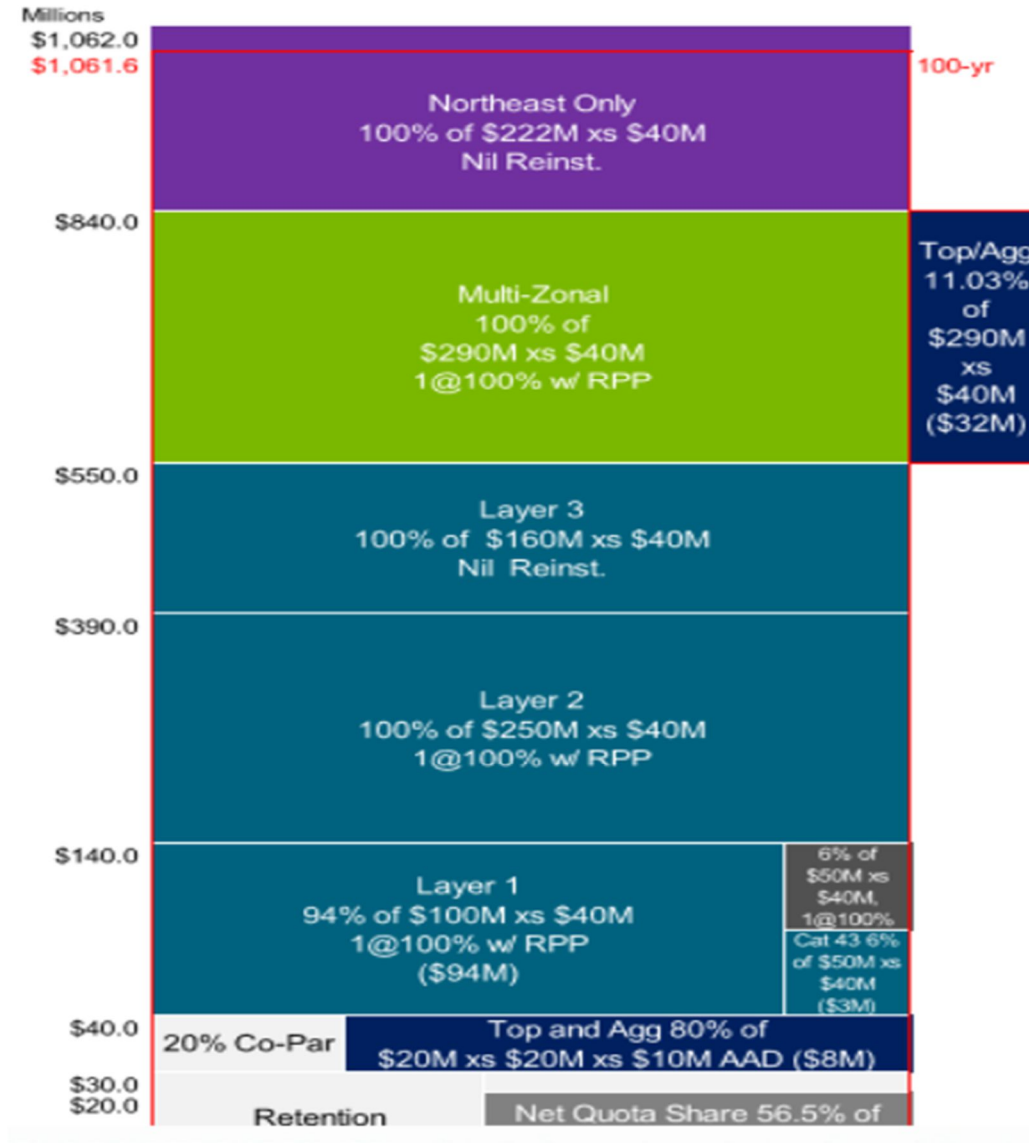 Millions
$1,062.0
$1,061.6
100-yr
Northeast Only
100% of $222M xs $40M
Nil Reinst.
$840.0
Multi-Zonal
100% of
$290M xs $40M
1@100% w/ RPP
Top/Agg
11.03%
of
$290M
xs
$40M
($32M)
$550.0
Layer 3
100% of $160M xs $40M
Nil Reinst.
$390.0
Layer 2
100% of $250M xs $40M
1@100% w/ RPP
$140.0
Layer 1
94% of $100M xs $40M
1@100% w/ RPP
($94M)
6% of
$50M xs
$40M,
1@100%
Cat 43 6%
of $50M xs
$40M
($3M)
$40.0
20% Co-Par
Top and Agg 80% of
$20M xs $20M xs $10M AAD ($8M)
$30.0
$20.0
Retention
Net Quota Share 56.5% of